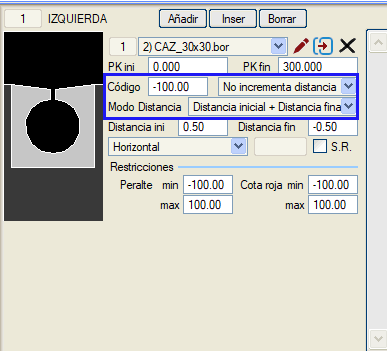 1 IZQUIERDA Añadir Inser Borrar
1 2) CAZ_30x30.bor
PK ini 0.000 PK fin 300.000
Código -100.00 No incrementa distancia
Modo Distancia Distancia inicial + Distancia fina
Distancia ini 0.50 Distancia fin -0.50
Horizontal S.R.
Restricciones
Peralte min -100.00 Cota roja min -100.00
max 100.00 max 100.00